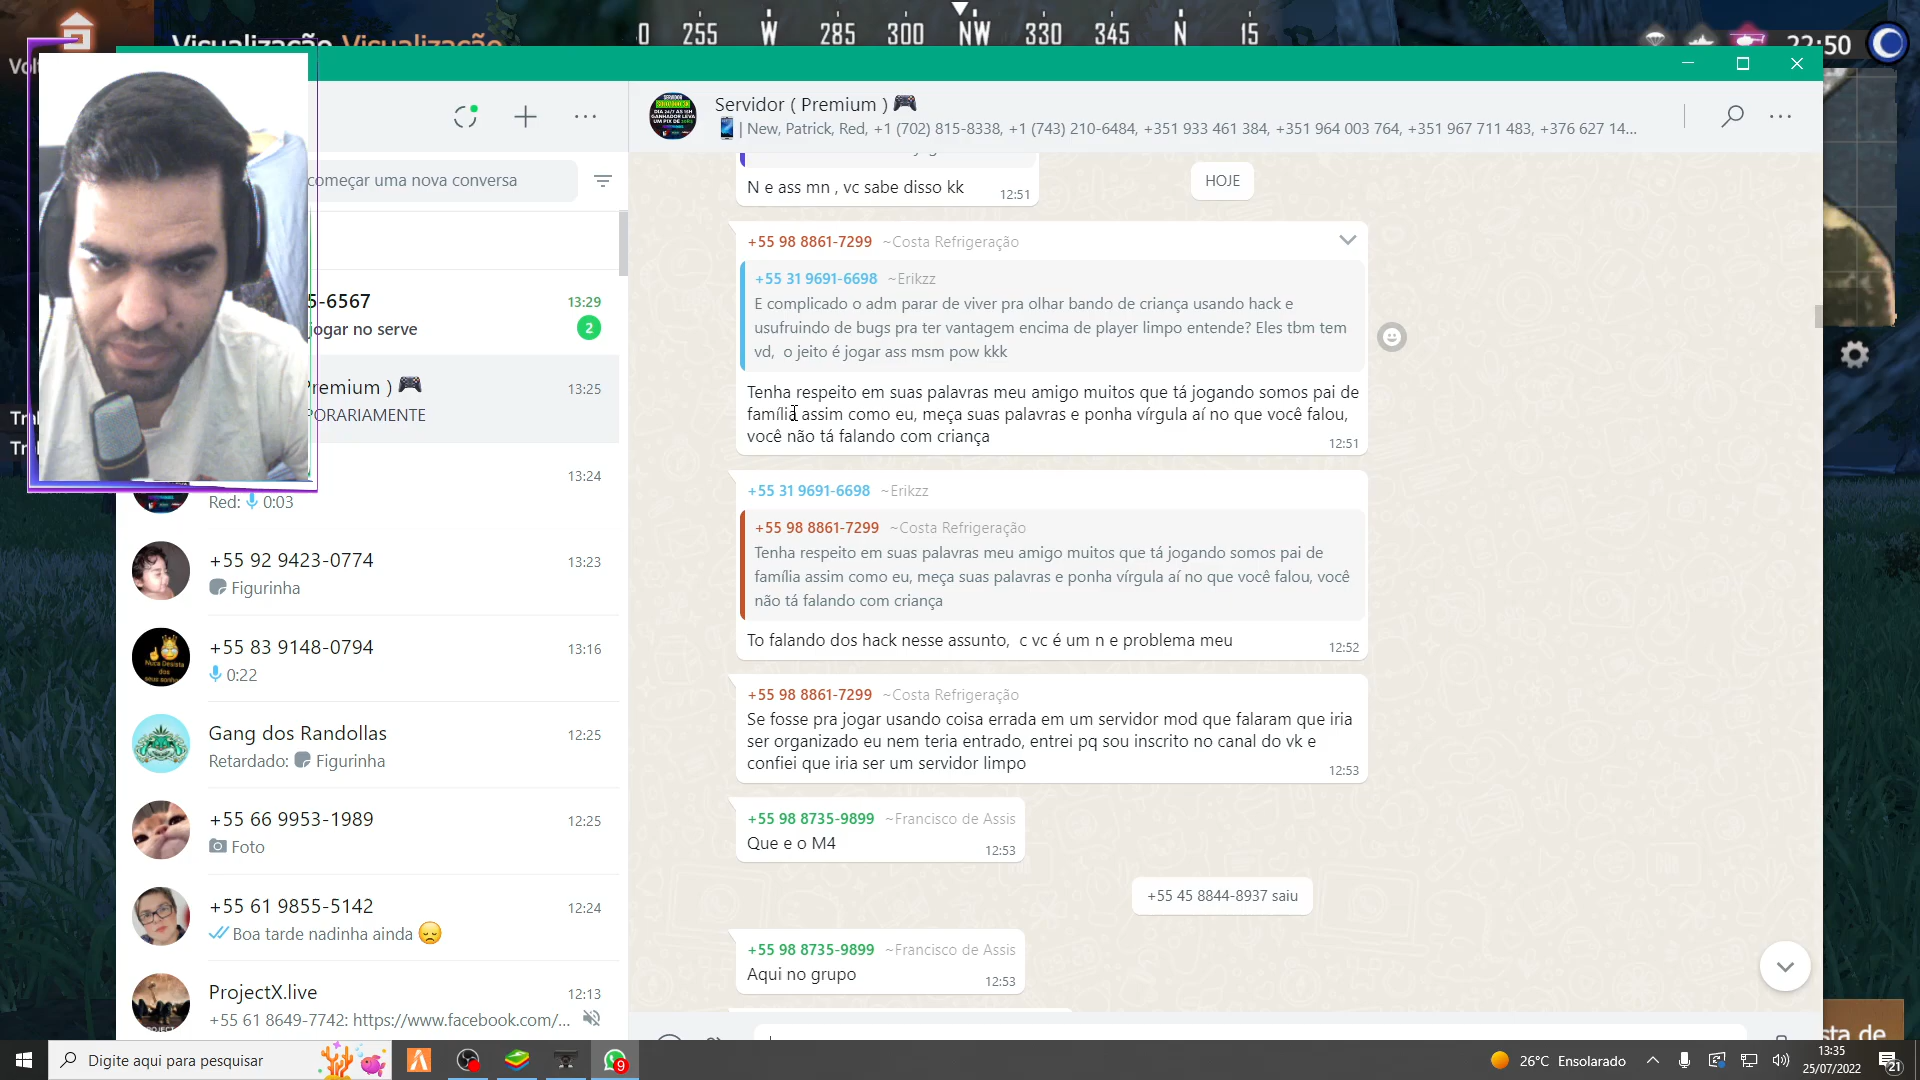 Visualização Visualização
255 W 285 300 NW 330 345 N 15
22:50
Servidor ( Premium ) 🎮
| New, Patrick, Red, +1 (702) 815-8338, +1 (743) 210-6484, +351 933 461 384, +351 964 003 764, +351 967 711 483, +376 627 14...
começar uma nova conversa
5-6567 13:29
jogar no serve 2
Premium ) 🎮 13:25
PORARIAMENTE
13:24
Red: 0:03
+55 92 9423-0774 13:23
Figurinha
+55 83 9148-0794 13:16
0:22
Gang dos Randollas 12:25
Retardado: Figurinha
+55 66 9953-1989 12:25
Foto
+55 61 9855-5142 12:24
Boa tarde nadinha ainda 😞
ProjectX.live 12:13
+55 61 8649-7742: https://www.facebook.com/...
N e ass mn , vc sabe disso kk 12:51
HOJE
+55 98 8861-7299 ~Costa Refrigeração
+55 31 9691-6698 ~Erikzz
E complicado o adm parar de viver pra olhar bando de criança usando hack e
usufruindo de bugs pra ter vantagem encima de player limpo entende? Eles tbm tem
vd, o jeito é jogar ass msm pow kkk
Tenha respeito em suas palavras meu amigo muitos que tá jogando somos pai de
família assim como eu, meça suas palavras e ponha vírgula aí no que você falou,
você não tá falando com criança 12:51
+55 31 9691-6698 ~Erikzz
+55 98 8861-7299 ~Costa Refrigeração
Tenha respeito em suas palavras meu amigo muitos que tá jogando somos pai de
família assim como eu, meça suas palavras e ponha vírgula aí no que você falou, você
não tá falando com criança
To falando dos hack nesse assunto, c vc é um n e problema meu 12:52
+55 98 8861-7299 ~Costa Refrigeração
Se fosse pra jogar usando coisa errada em um servidor mod que falaram que iria
ser organizado eu nem teria entrado, entrei pq sou inscrito no canal do vk e
confiei que iria ser um servidor limpo 12:53
+55 98 8735-9899 ~Francisco de Assis
Que e o M4 12:53
+55 45 8844-8937 saiu
+55 98 8735-9899 ~Francisco de Assis
Aqui no grupo 12:53
Digite aqui para pesquisar
9
26°C Ensolarado
13:35
25/07/2022
21